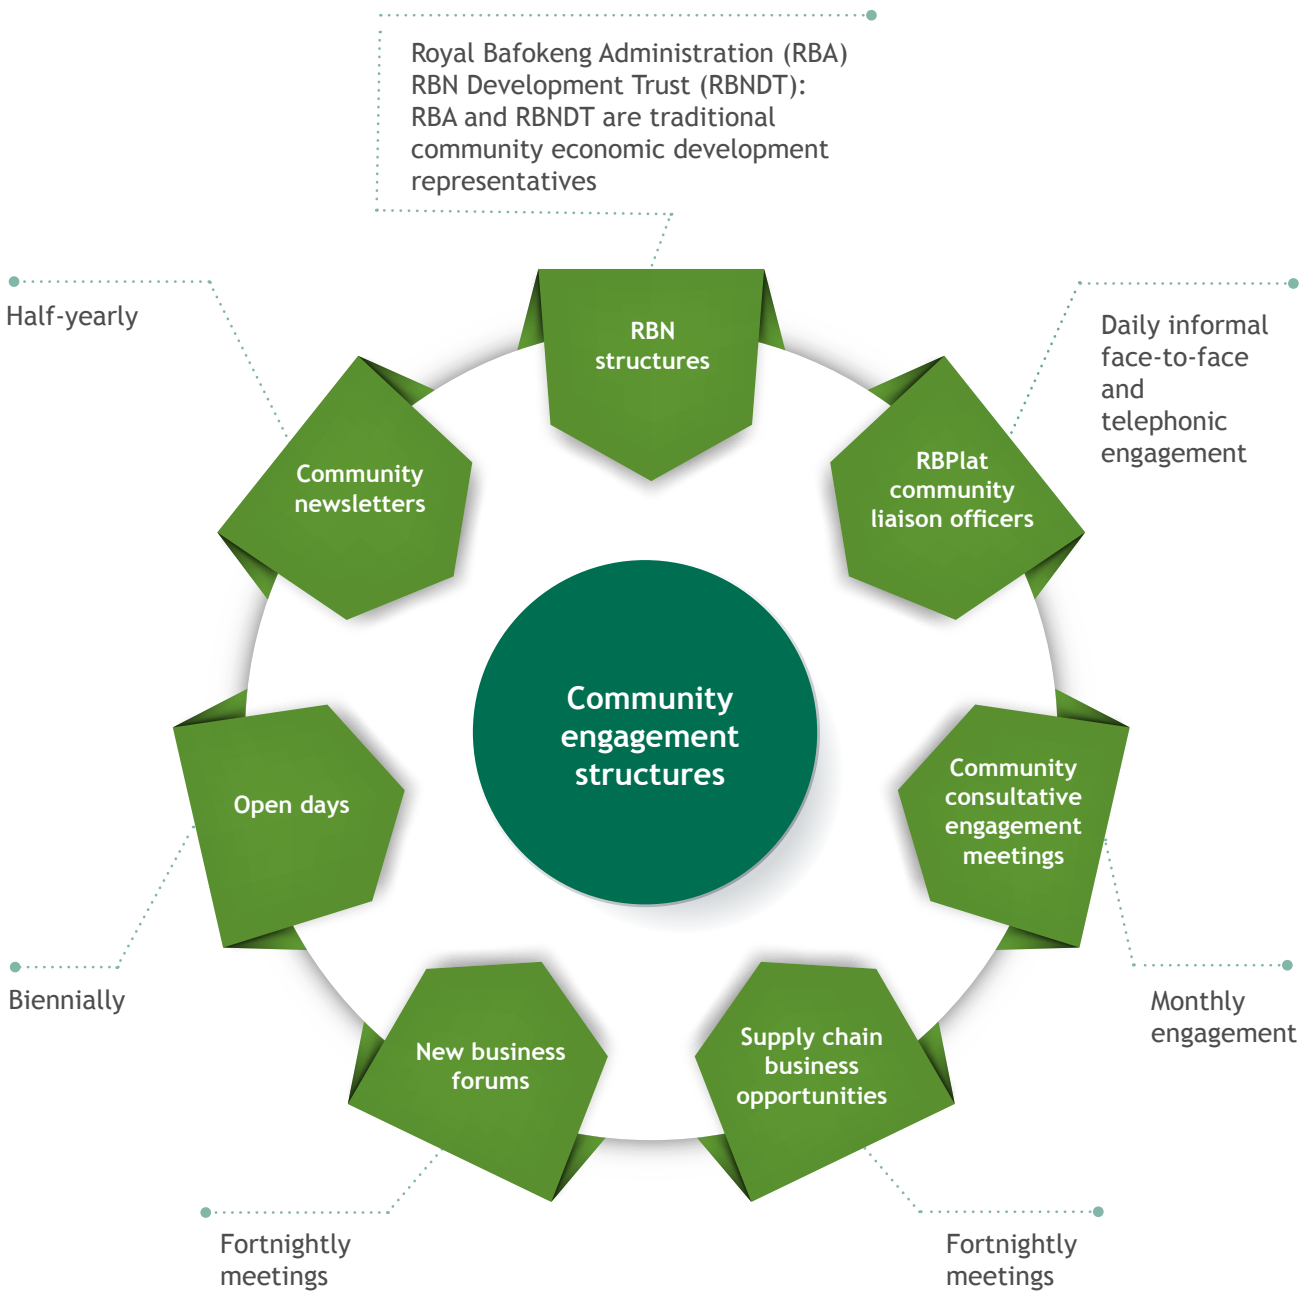 Royal Bafokeng Administration (RBA)
RBN Development Trust (RBNDT):
RBA and RBNDT are traditional
community economic development
representatives
RBN
structures
Daily informal
face-to-face
and
telephonic
engagement
RBPlat
community
liaison officers
Community
consultative
engagement
meetings
Monthly
engagement
Supply chain
business
opportunities
Fortnightly
meetings
New business
forums
Fortnightly
meetings
Open days
Biennially
Community
newsletters
Half-yearly
Community
engagement
structures